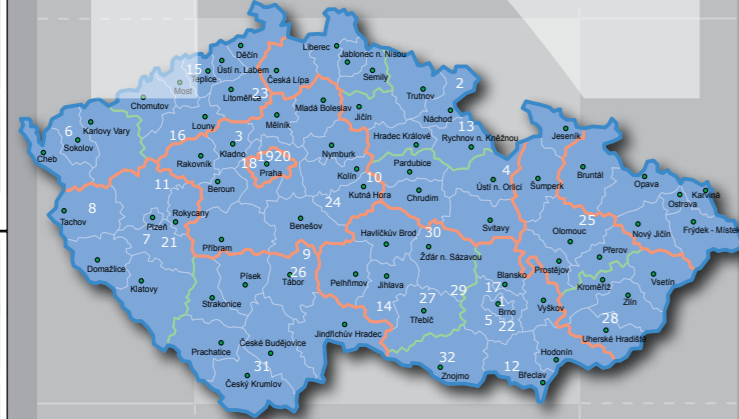 Děčín
Liberec
Jablonec n. Nisou
15
Ústí n. Labem
Teplice
Česká Lípa
Semily
2
Most
Litoměřice
23
Trutnov
Chomutov
Mladá Boleslav
Jičín
Náchod
Louny
Mělník
6
Karlovy Vary
16
3
13
Jeseník
Sokolov
Kladno
Nymburk
Hradec Králové
Rychnov n. Kněžnou
Cheb
Rakovník
18
19
20
Praha
Kolín
10
Pardubice
4
Bruntál
Opava
11
Beroun
Kutná Hora
Chrudim
Ústí n. Orlicí
Šumperk
Ostrava
Karviná
8
Tachov
Rokycany
24
Plzeň
Benešov
Svitavy
25
Nový Jičín
Frýdek - Místek
7
21
Příbram
Havlíčkův Brod
30
Olomouc
9
Žďár n. Sázavou
Přerov
Domažlice
Klatovy
Písek
26
Tábor
Pelhřimov
Jihlava
Blansko
Prostějov
Kroměříž
Vsetín
Strakonice
14
27
29
17
1
Brno
Vyškov
Zlín
Jindřichův Hradec
Třebíč
5
22
28
Uherské Hradiště
Prachatice
České Budějovice
31
32
12
Hodonín
Český Krumlov
Znojmo
Břeclav